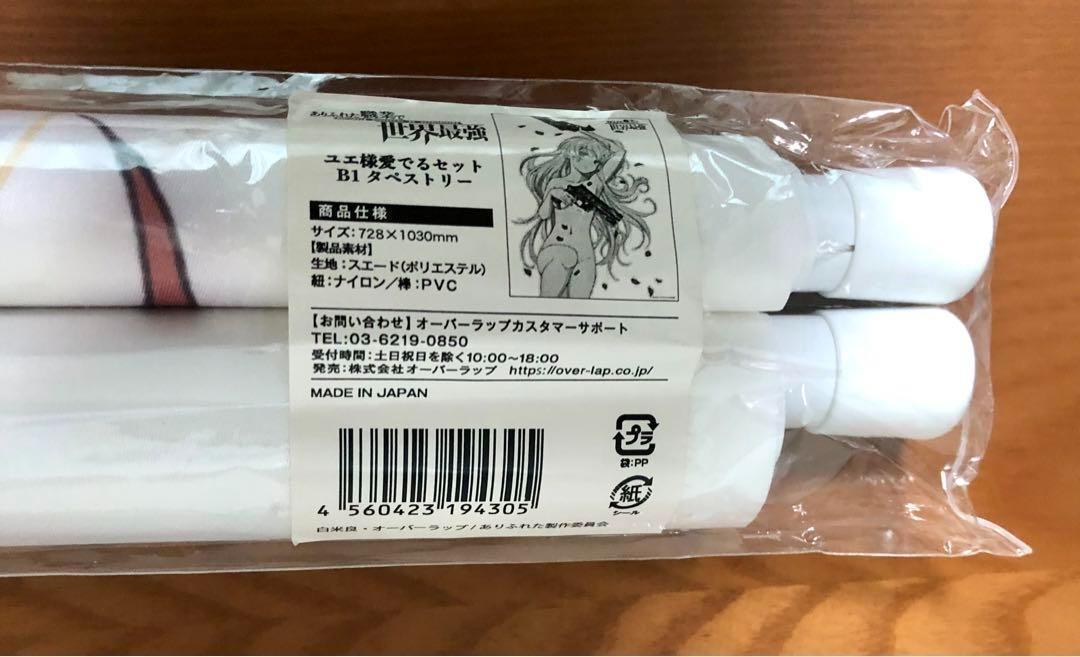 ありふれた職業で
世界最強
ユエ様愛でるセット
B1 タペストリー
商品仕様
サイズ:728×1030mm
【製品素材】
生地:スエード(ポリエステル)
紐:ナイロン/棒:PVC
世界最強
【お問い合わせ】オーバーラップカスタマーサポート
TEL:03-6219-0850
受付時間:土日祝日を除く10:00〜18:00
発売:株式会社オーバーラップ https://over-lap.co.jp/
MADE IN JAPAN
プラ
袋:PP
紙
シール
4 560423 194305
白米良・オーバーラップ/ありふれた製作委員会